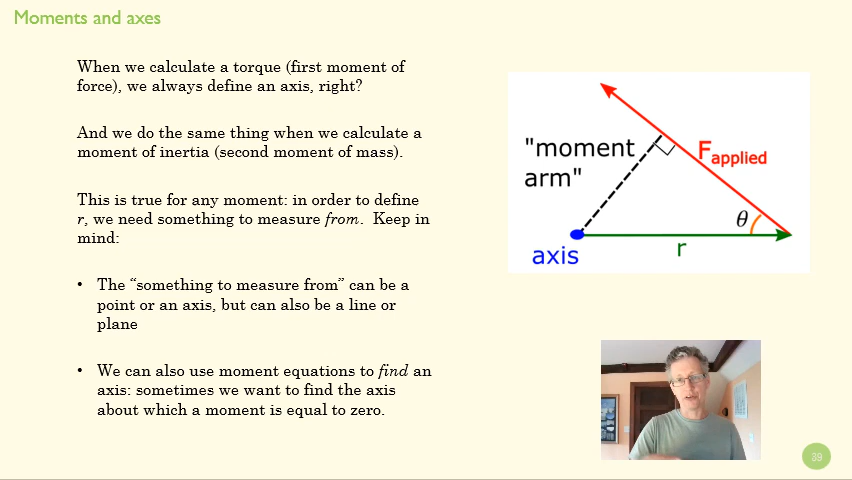 Moments and axes
When we calculate a torque (first moment of
force), we always define an axis, right?
And we do the same thing when we calculate a
moment of inertia (second moment of mass).
This is true for any moment: in order to define
r, we need something to measure from.  Keep in
mind:
• The “something to measure from” can be a
point or an axis, but can also be a line or
plane
• We can also use moment equations to find an
axis: sometimes we want to find the axis
about which a moment is equal to zero.
"moment
arm"
Fapplied
θ
axis
r
39